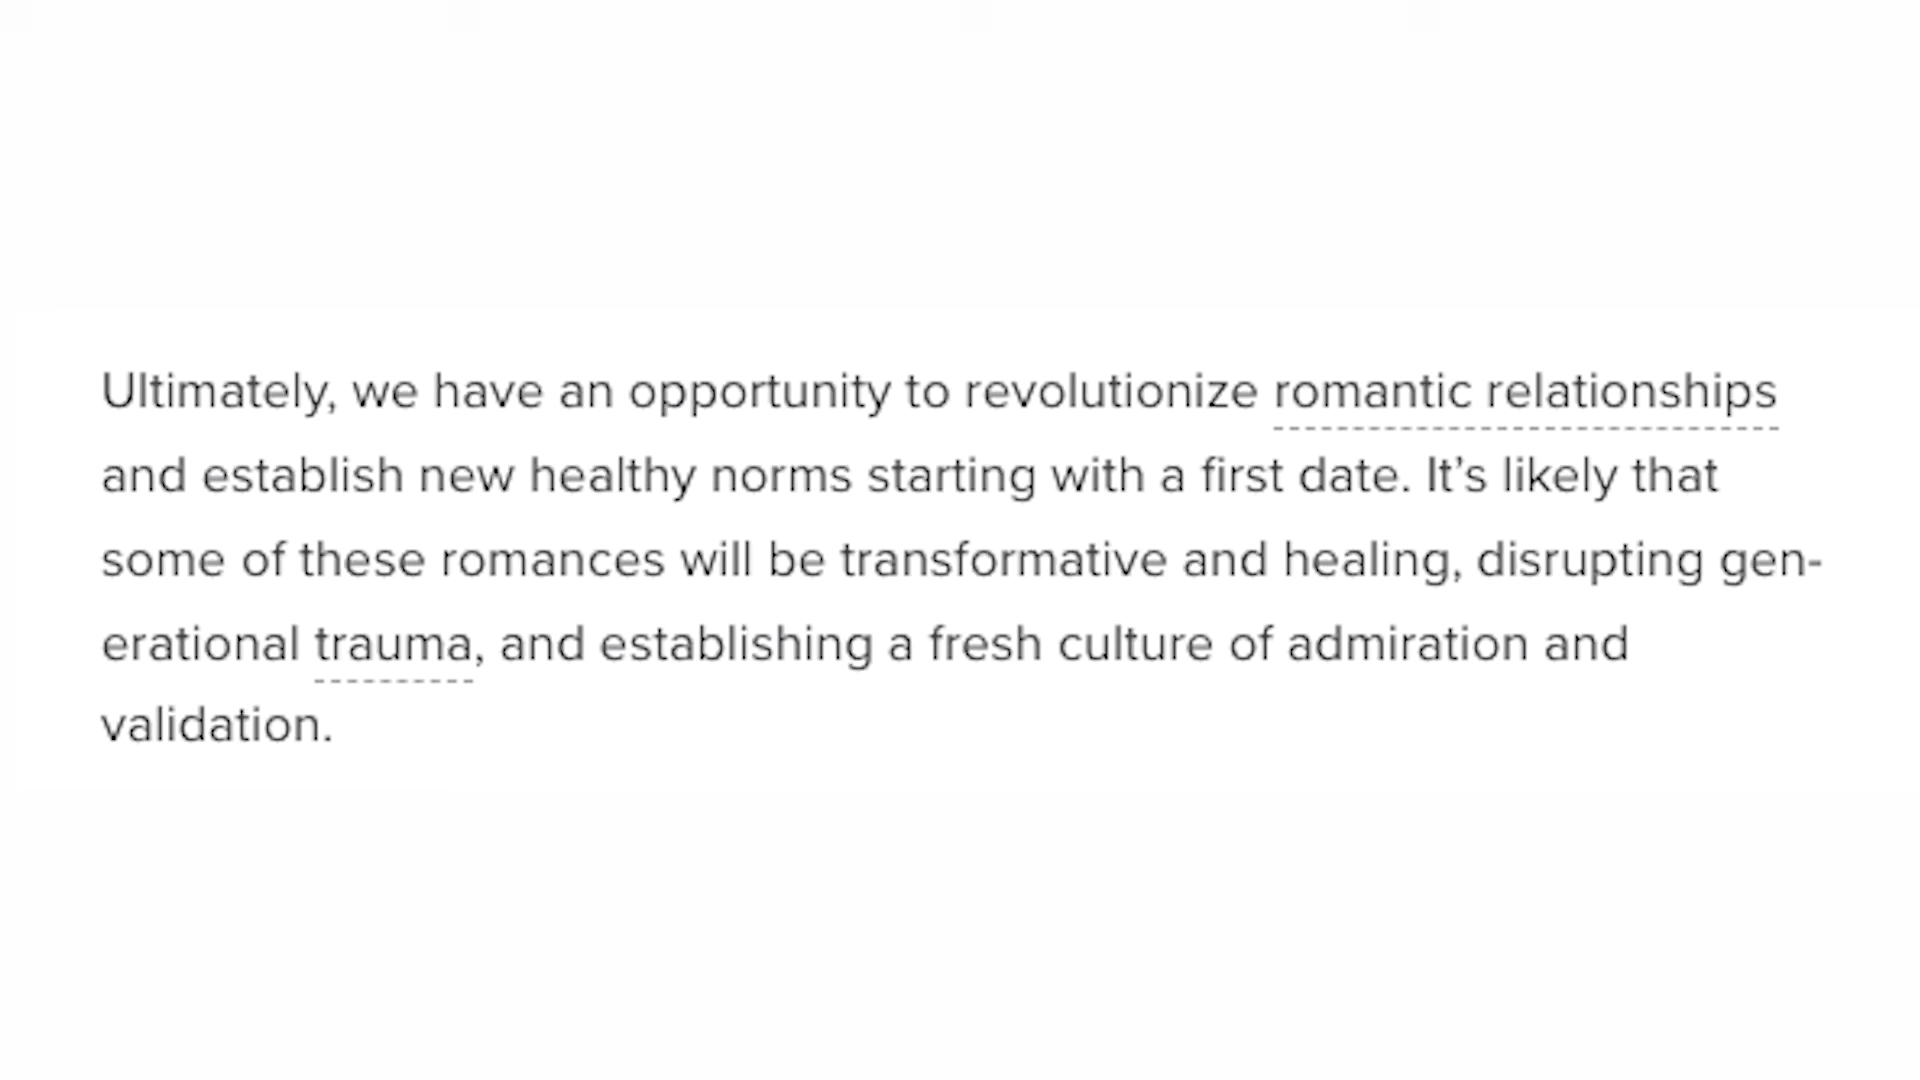 Ultimately, we have an opportunity to revolutionize romantic relationships
and establish new healthy norms starting with a first date. It’s likely that
some of these romances will be transformative and healing, disrupting gen-
erational trauma, and establishing a fresh culture of admiration and
validation.